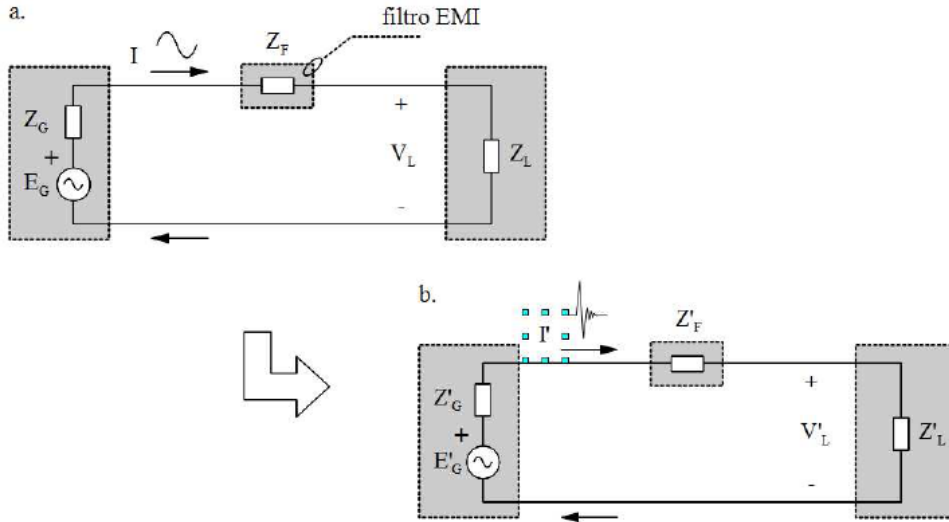 a.
filtro EMI
I
Z_F
Z_G
+
E_G
+
V_L
-
Z_L
b.
I'
Z'_F
Z'_G
+
E'_G
+
V'_L
-
Z'_L